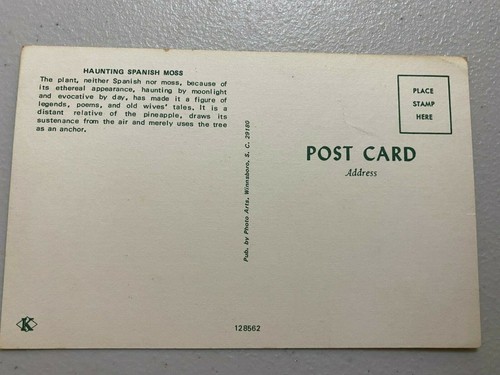 HAUNTING SPANISH MOSS
The plant, neither Spanish nor moss, because of
its ethereal appearance, haunting by moonlight
and evocative by day, has made it a figure of
legends, poems, and old wives' tales. It is a
distant relative of the pineapple, draws its
sustenance from the air and merely uses the tree
as an anchor.
Pub. by Photo Arts, Winnsboro, S. C. 29180
PLACE
STAMP
HERE
POST CARD
Address
K
128562